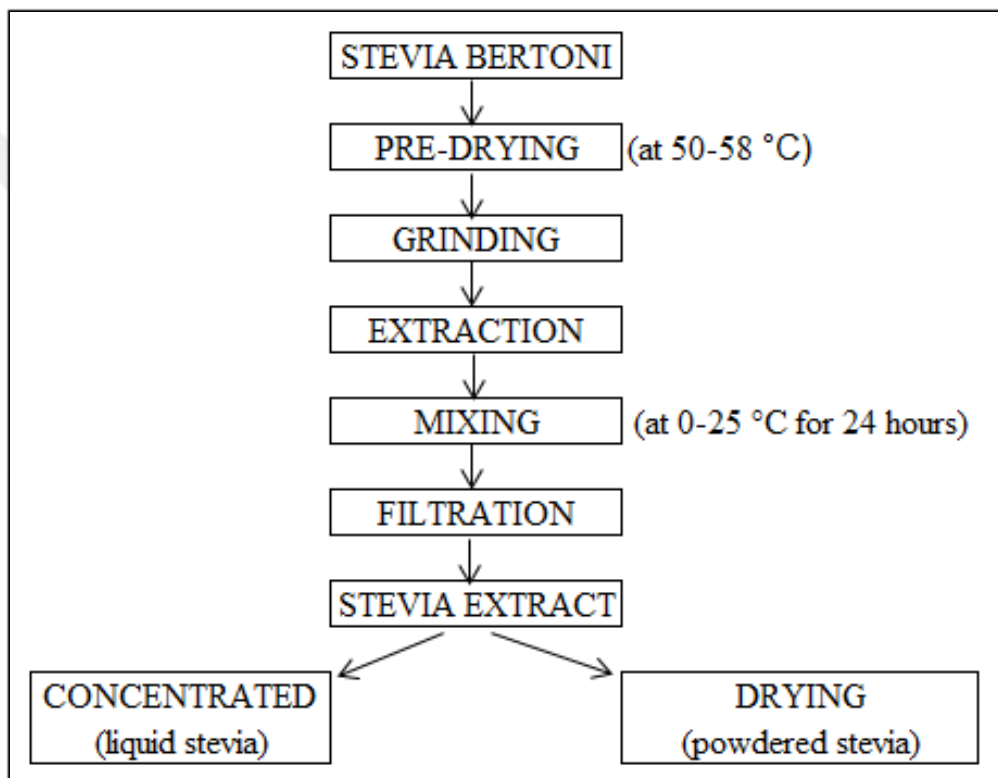 STEVIA BERTONI
PRE-DRYING (at 50-58 °C)
GRINDING
EXTRACTION
MIXING (at 0-25 °C for 24 hours)
FILTRATION
STEVIA EXTRACT
CONCENTRATED
(liquid stevia)
DRYING
(powdered stevia)